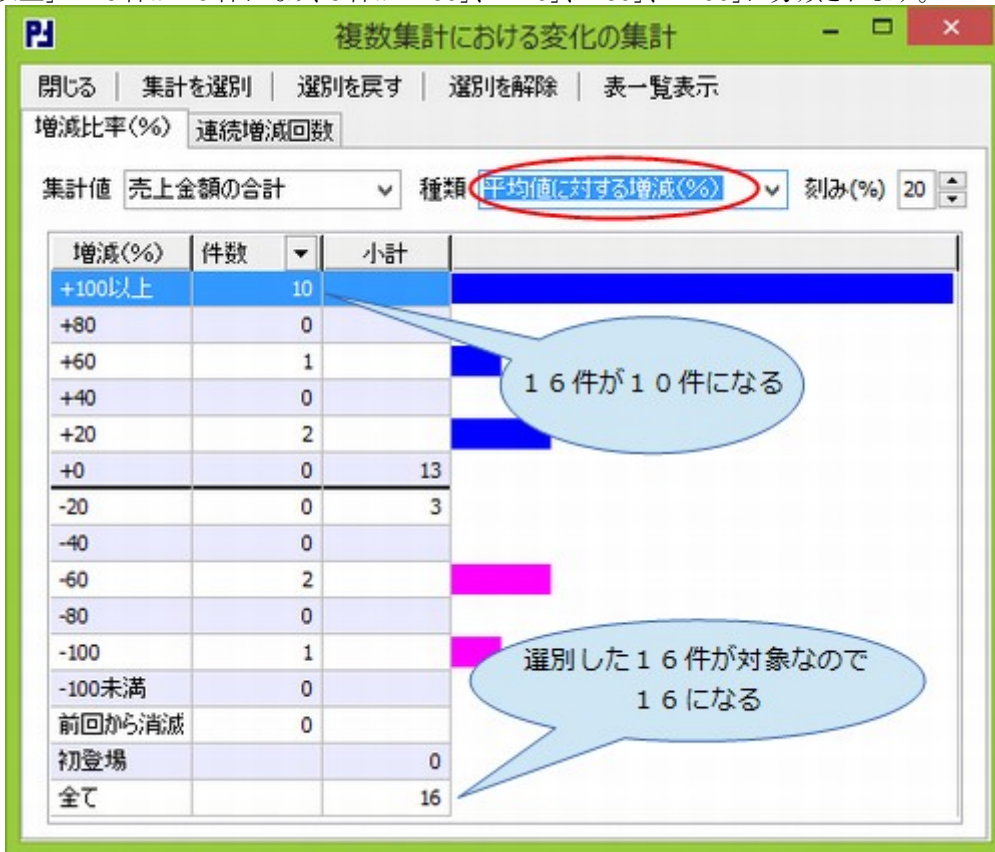 複数集計における変化の集計
閉じる | 集計を選別 | 選別を戻す | 選別を解除 | 表一覧表示
増減比率(%) 連続増減回数
集計値 売上金額の合計 種類 平均値に対する増減(%) 刻み(%) 20
増減(%) 件数 小計
+100以上 10
+80 0
+60 1
+40 0
+20 2
+0 0 13
-20 0 3
-40 0
-60 2
-80 0
-100 1
-100未満 0
前回から消滅 0
初登場 0
全て 16
16件が10件になる
選別した16件が対象なので
16になる